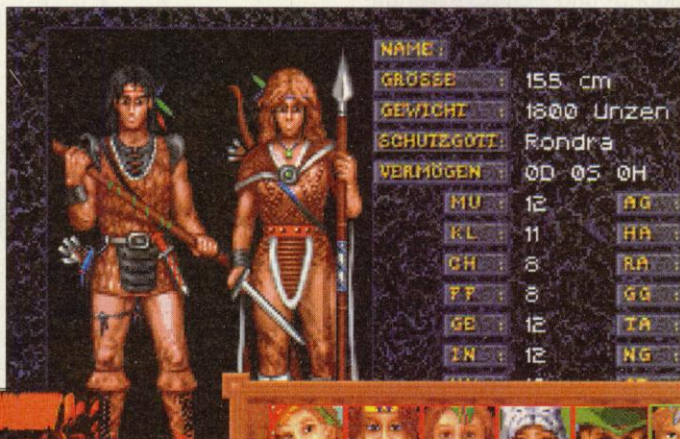 NAME :
GRÖSSE : 155 cm
GEWICHT : 1800 Unzen
SCHUTZGOTT: Rondra
VERMÖGEN : 0D 0S 0H
MU : 12 AG
KL : 11 HA
CH : 8 RA
FF : 8 GG
GE : 12 TA
IN : 12 NG